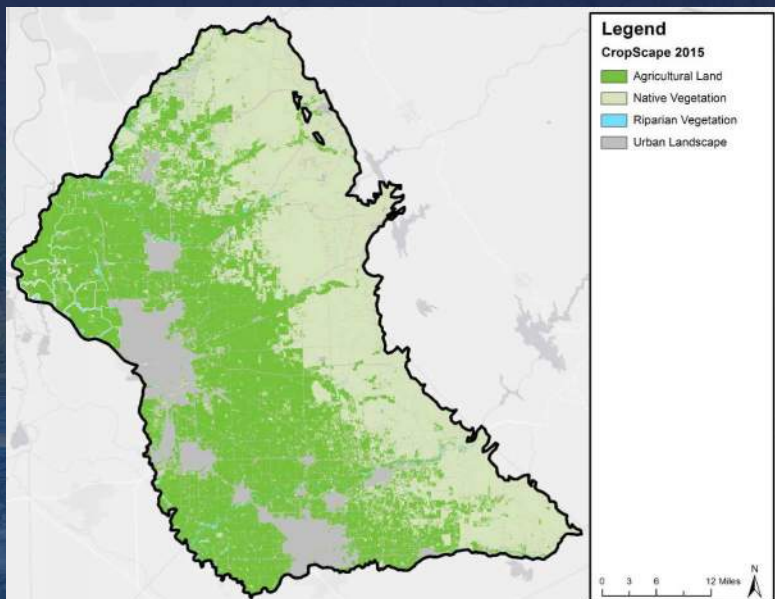 Legend
CropScape 2015
Agricultural Land
Native Vegetation
Riparian Vegetation
Urban Landscape
N
0 3 6 12 Miles